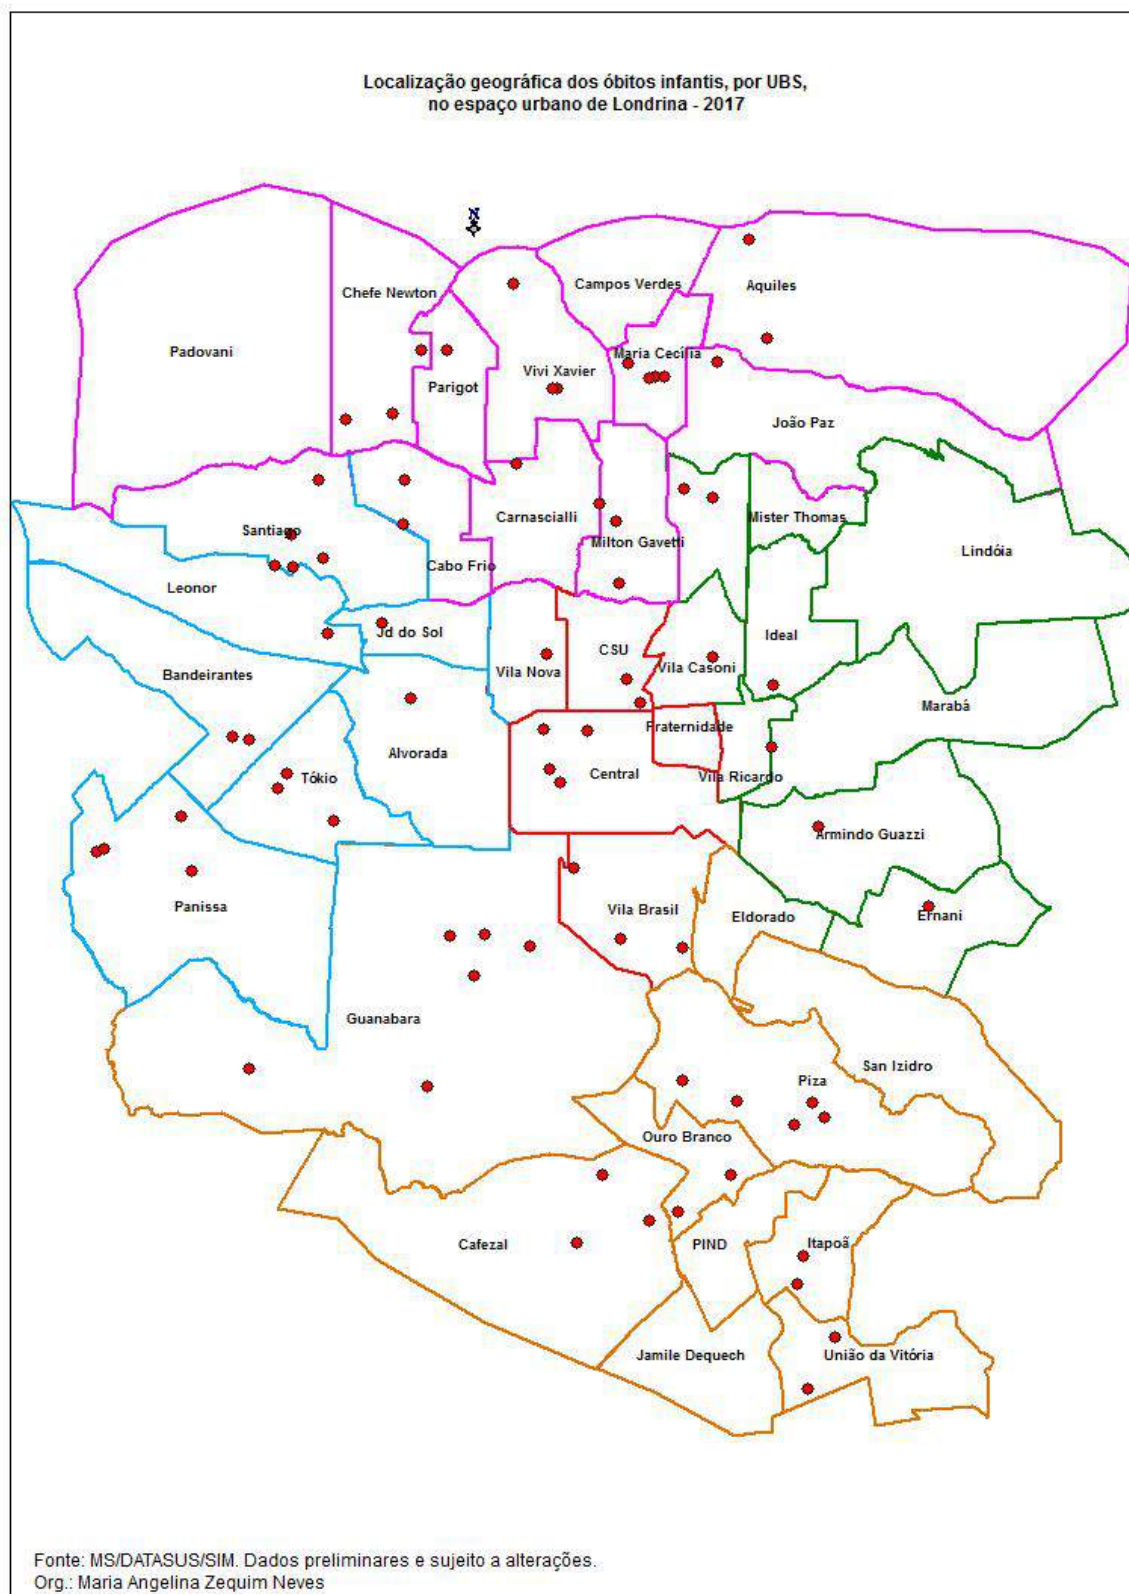 Localização geográfica dos óbitos infantis, por UBS,
no espaço urbano de Londrina - 2017
N
Campos Verdes
Aquiles
Chefe Newton
Padovani
Maria Cecília
Vivi Xavier
Parigot
João Paz
Carnascialli
Mister Thomas
Santiago
Milton Gavetti
Lindóia
Cabo Frio
Leonor
Jd do Sol
Ideal
CSU
Vila Casoni
Vila Nova
Bandeirantes
Marabá
Fraternidade
Alvorada
Central
Vila Ricardo
Tókio
Armindo Guazzi
Panissa
Vila Brasil
Eldorado
Ernani
Guanabara
San Izidro
Piza
Ouro Branco
Cafezal
PIND
Itapoã
Jamile Dequech
União da Vitória
Fonte: MS/DATASUS/SIM. Dados preliminares e sujeito a alterações.
Org.: Maria Angelina Zequim Neves